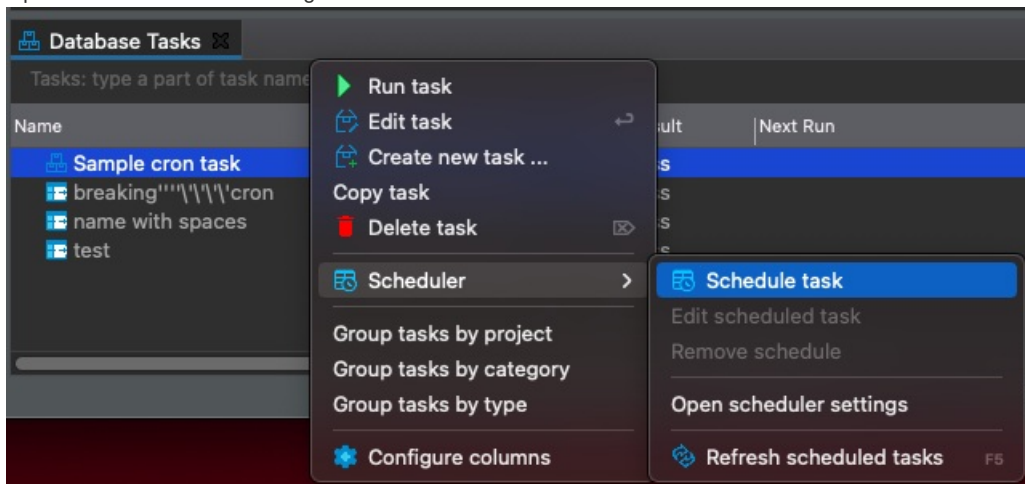 Database Tasks
Tasks: type a part of task name
Name
ult
Next Run
Sample cron task
ss
breaking''''\'\'\'\'\'cron
ss
name with spaces
ss
test
Run task
Edit task
Create new task ...
Copy task
Delete task
Scheduler
Group tasks by project
Group tasks by category
Group tasks by type
Configure columns
Schedule task
Edit scheduled task
Remove schedule
Open scheduler settings
Refresh scheduled tasks F5